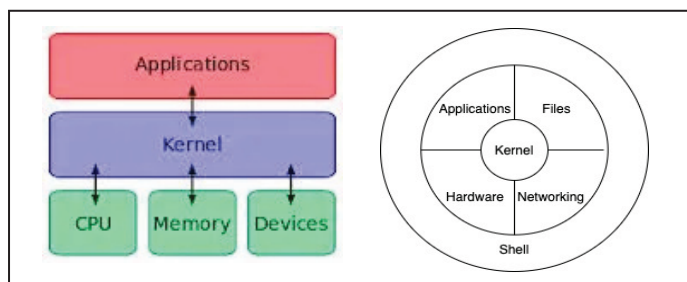 Applications
Kernel
CPU Memory Devices
Applications Files
Kernel
Hardware Networking
Shell